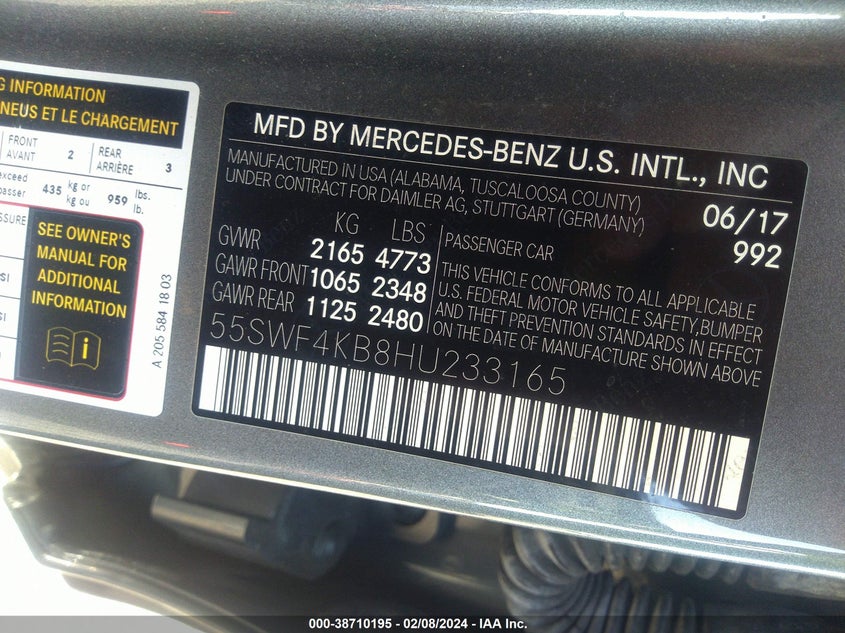 G INFORMATION
NEUS ET LE CHARGEMENT
FRONT
AVANT
2
REAR
ARRIÈRE
3
exceed
passer
435
kg or
kg ou
959
lbs.
lb.
SSURE
SEE OWNER'S
MANUAL FOR
ADDITIONAL
INFORMATION
SI
SI
A 205 584 18 03
MFD BY MERCEDES-BENZ U.S. INTL., INC
MANUFACTURED IN USA (ALABAMA, TUSCALOOSA COUNTY)
UNDER CONTRACT FOR DAIMLER AG, STUTTGART (GERMANY)
06/17
992
KG LBS
GVWR 2165 4773
GAWR FRONT 1065 2348
GAWR REAR 1125 2480
PASSENGER CAR
THIS VEHICLE CONFORMS TO ALL APPLICABLE
U.S. FEDERAL MOTOR VEHICLE SAFETY, BUMPER
AND THEFT PREVENTION STANDARDS IN EFFECT
ON THE DATE OF MANUFACTURE SHOWN ABOVE
55SWF4KB8HU233165
000-38710195 - 02/08/2024 - IAA Inc.